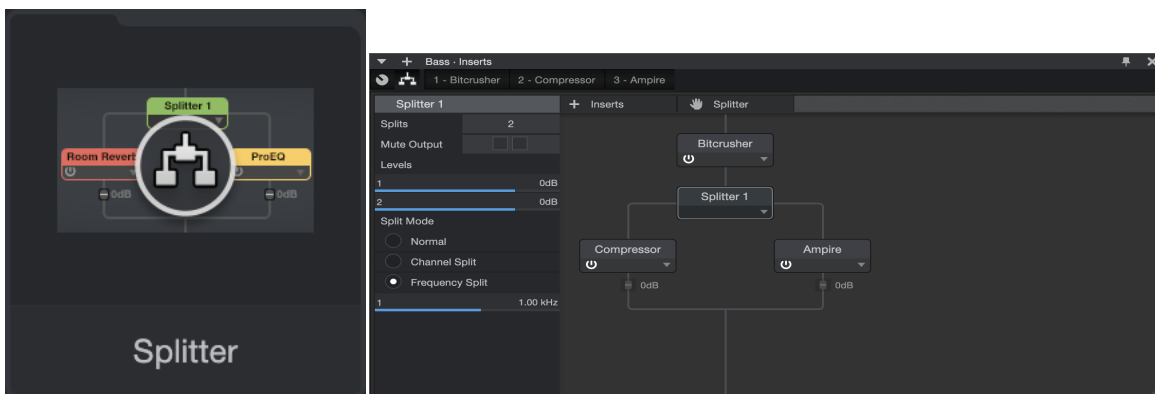 Splitter 1
Room Reverb
ProEQ
0dB
0dB
Splitter
Bass · Inserts
1 - Bitcrusher
2 - Compressor
3 - Ampire
Splitter 1
Splits
2
Mute Output
Levels
1
0dB
2
0dB
Split Mode
Normal
Channel Split
Frequency Split
1
1.00 kHz
Inserts
Splitter
Bitcrusher
Splitter 1
Compressor
Ampire
0dB
0dB